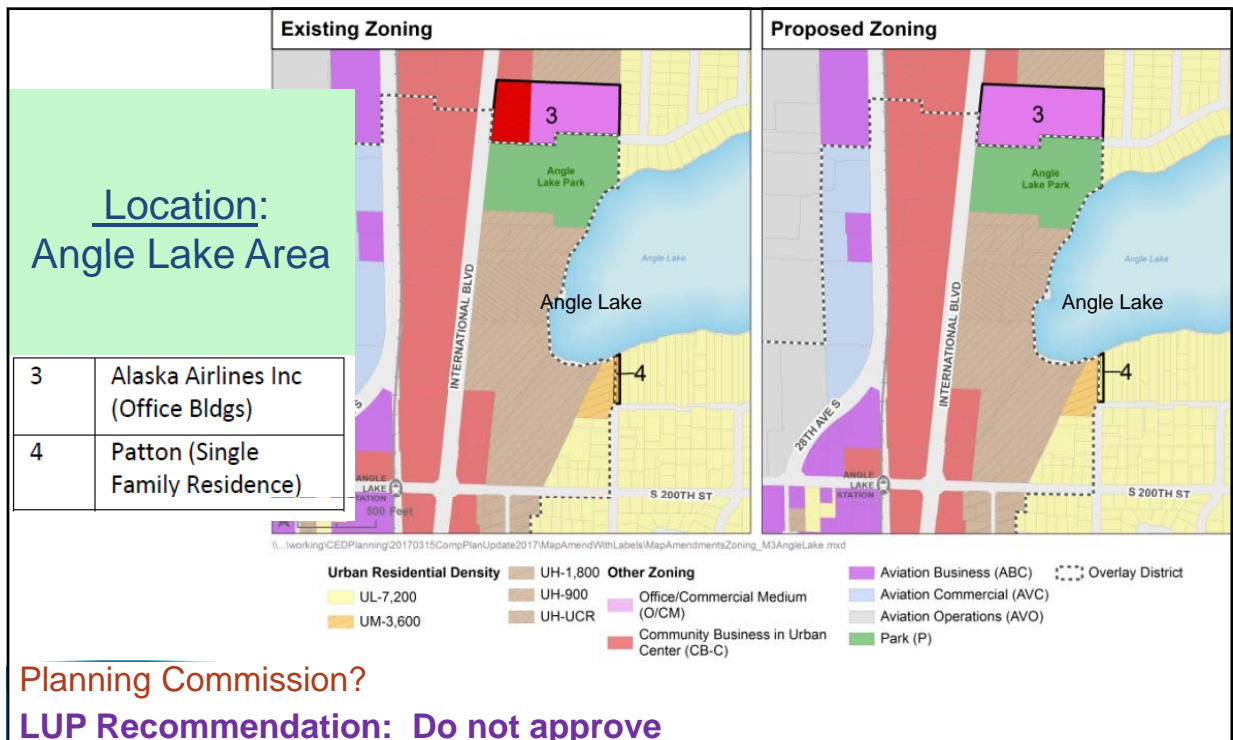 Existing Zoning
Proposed Zoning
Location:
Angle Lake Area
3 Alaska Airlines Inc
(Office Bldgs)
4 Patton (Single
Family Residence)
3
Angle
Lake Park
Angle Lake
Angle Lake
INTERNATIONAL BLVD
4
S
ANGLE
LAKE
STATION
S 200TH ST
500 Feet
3
Angle
Lake Park
Angle Lake
Angle Lake
INTERNATIONAL BLVD
4
28TH AVE S
ANGLE
LAKE
STATION
S 200TH ST
\\...\working\CEDPlanning\20170315CompPlanUpdate2017\MapAmendWithLabels\MapAmendmentsZoning_M3AngleLake.mxd
Urban Residential Density
UL-7,200
UM-3,600
UH-1,800
UH-900
UH-UCR
Other Zoning
Office/Commercial Medium
(O/CM)
Community Business in Urban
Center (CB-C)
Aviation Business (ABC)
Aviation Commercial (AVC)
Aviation Operations (AVO)
Park (P)
Overlay District
Planning Commission?
LUP Recommendation: Do not approve